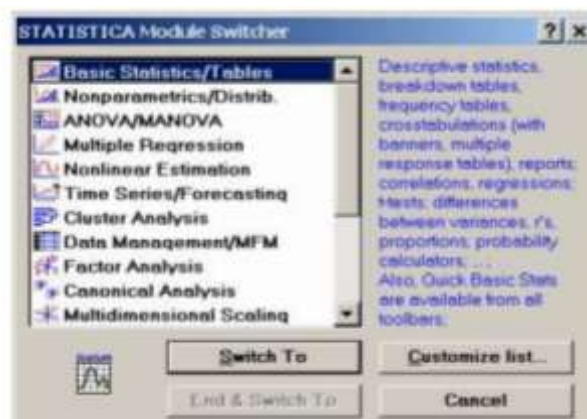 STATISTICA Module Switcher
Basic Statistics/Tables
Nonparametrics/Distrib.
ANOVA/MANOVA
Multiple Regression
Nonlinear Estimation
Time Series/Forecasting
Cluster Analysis
Data Management/MFM
Factor Analysis
Canonical Analysis
Multidimensional Scaling
Descriptive statistics,
breakdown tables,
frequency tables,
crosstabulations (with
banners, multiple
response tables), reports;
correlations, regressions;
t-tests, differences
between variances, r's,
proportions, probability
calculators; ...
Also, Quick Basic Stats
are available from all
toolbars.
Switch To
Customize list...
End & Switch To
Cancel